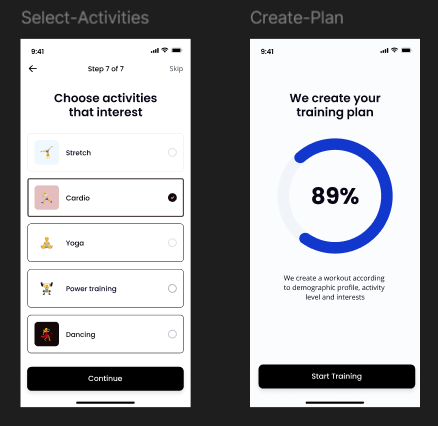 Select-Activities
9:41
Step 7 of 7
Skip
Choose activities
that interest
Stretch
Cardio
Yoga
Power training
Dancing
Continue
Create-Plan
9:41
We create your
training plan
89%
We create a workout according
to demographic profile, activity
level and interests
Start Training